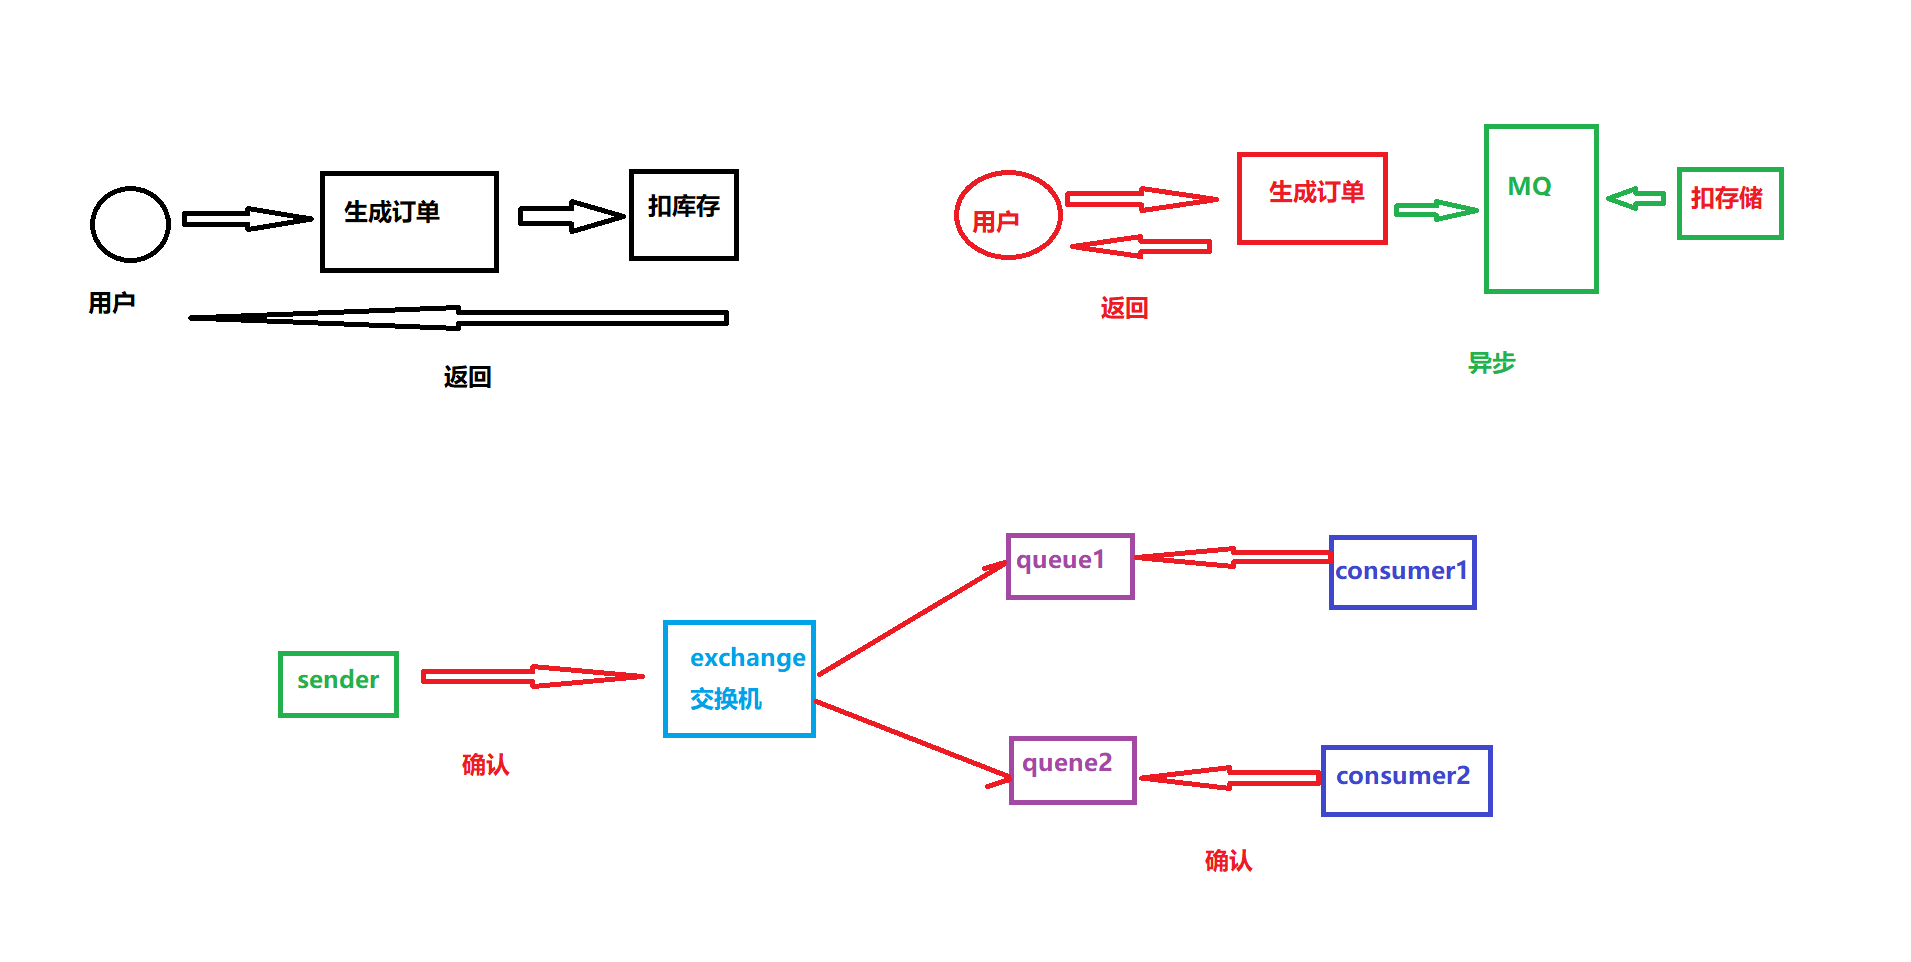 用户
生成订单
扣库存
返回
用户
生成订单
MQ
扣存储
返回
异步
sender
确认
exchange
交换机
queue1
consumer1
quene2
consumer2
确认